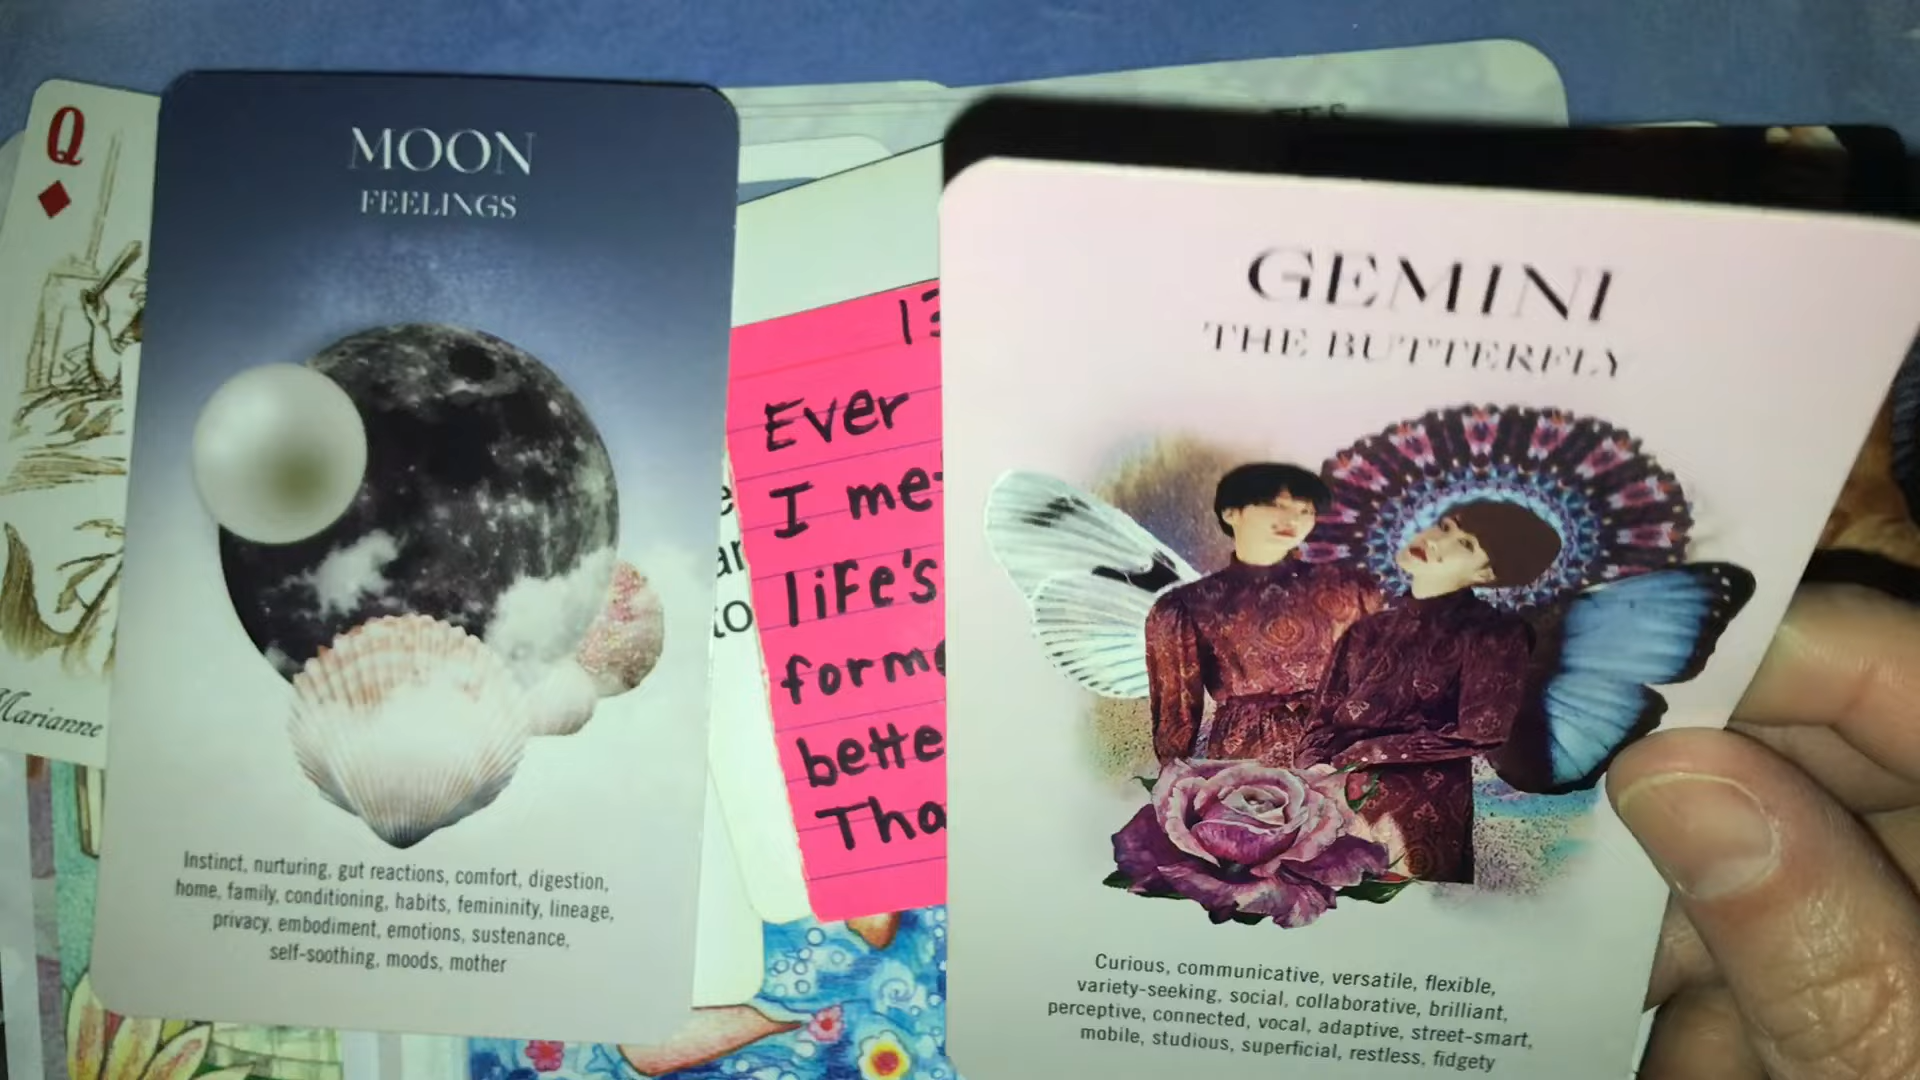 Q
Marianne
MOON
FEELINGS
Instinct, nurturing, gut reactions, comfort, digestion,
home, family, conditioning, habits, femininity, lineage,
privacy, embodiment, emotions, sustenance,
self-soothing, moods, mother
to
Ever
I me
life's
form
bette
Tha
GEMINI
THE BUTTERFLY
Curious, communicative, versatile, flexible,
variety-seeking, social, collaborative, brilliant,
perceptive, connected, vocal, adaptive, street-smart,
mobile, studious, superficial, restless, fidgety